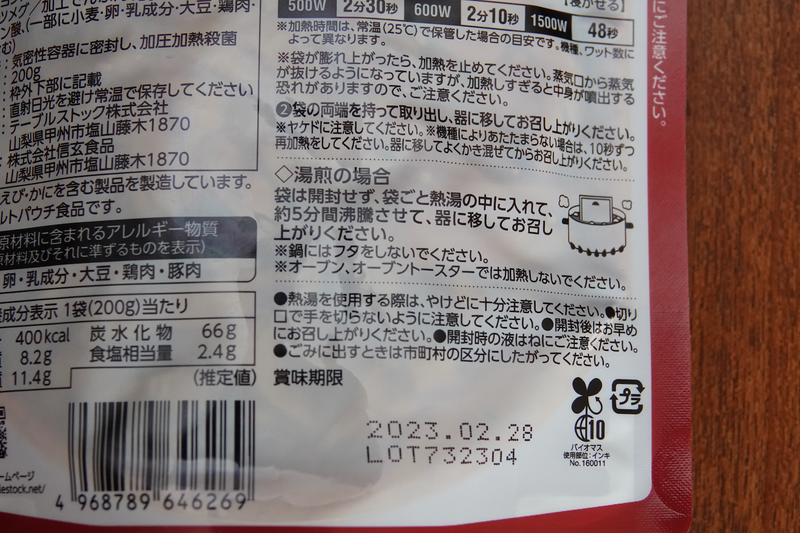 ツメグ/加工でん
ン酸、(一部に小麦・卵・乳成分・大豆・鶏肉・
む)
:気密性容器に密封し、加圧加熱殺菌
:200g
:枠外下部に記載
:直射日光を避け常温で保存してください
:アーブルストック株式会社
山梨県甲州市塩山藤木1870
:株式会社信玄食品
山梨県甲州市塩山藤木1870
えび・かにを含む製品を製造しています。
ルトパウチ食品です。
原材料に含まれるアレルギー物質
原材料及びそれに準ずるものを表示)
卵・乳成分・大豆・鶏肉・豚肉
成分表示 1袋(200g)当たり
400kcal 炭水化物 66g
8.2g 食塩相当量 2.4g
11.4g
(推定値)
ームページ
lestock.net/
4 968789 646269
500W 2分30秒 600W 2分10秒 1500W 48秒
※加熱時間は、常温(25℃)で保管した場合の目安です。機種、ワット数に
よって異なります。
※袋が膨れ上がったら、加熱を止めてください。蒸気口から蒸気
が抜けるようになっていますが、加熱しすぎると中身が噴出する
恐れがありますので、ご注意ください。
❷袋の両端を持って取り出し、器に移してお召し上がりください。
※ヤケドに注意してください。※機種によりあたたまらない場合は、10秒ずつ
再加熱をしてください。器に移してよくかき混ぜてからお召し上がりください。
◇湯煎の場合
袋は開封せず、袋ごと熱湯の中に入れて、
約5分間沸騰させて、器に移してお召し
上がりください。
※鍋にはフタをしないでください。
※オーブン、オーブントースターでは加熱しないでください。
●熱湯を使用する際は、やけどに十分注意してください。●切り
口で手を切らないように注意してください。●開封後はお早め
にお召し上がりください。●開封時の液はねにご注意ください。
●ごみに出すときは市町村の区分にしたがってください。
賞味期限
2023.02.28
LOT732304
10
バイオマス
使用部位:インキ
No.160011
プラ
にご注意ください。